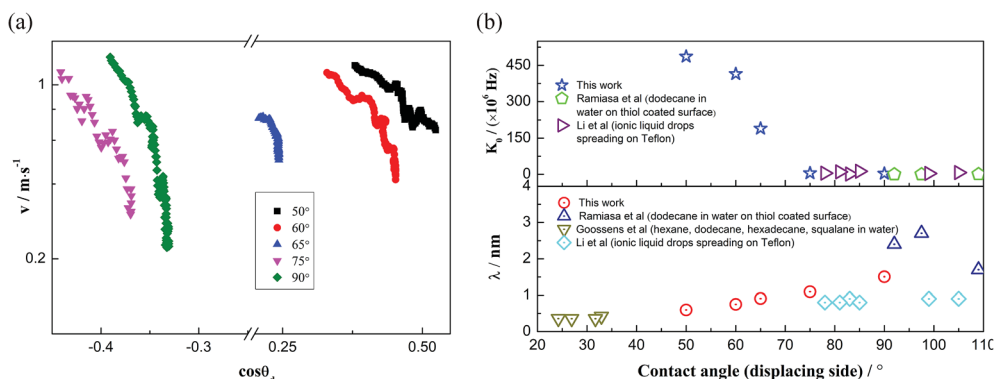 (a)
v / m·s⁻¹
1
0.2
50°
60°
65°
75°
90°
-0.4
-0.3
0.25
0.50
cosθd
(b)
K₀ / (×10⁶ Hz)
450
300
150
0
This work
Ramiasa et al (dodecane in
water on thiol coated surface)
Li et al (ionic liquid drops
spreading on Teflon)
λ / nm
4
3
2
1
0
This work
Ramiasa et al (dodecane in water on thiol coated surface)
Goossens et al (hexane, dodecane, hexadecane, squalane in water)
Li et al (ionic liquid drops spreading on Teflon)
20
30
40
50
60
70
80
90
100
110
Contact angle (displacing side) / °